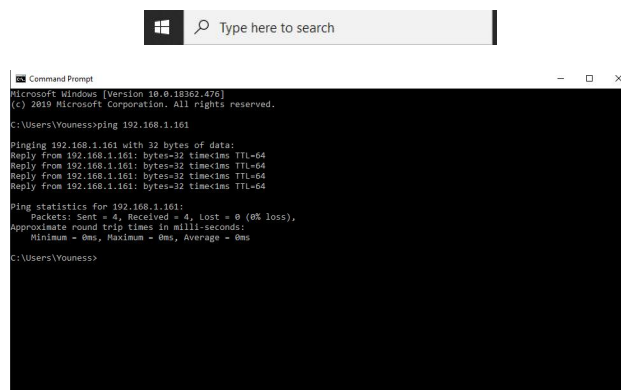 Type here to search
Command Prompt
Microsoft Windows [Version 10.0.18362.476]
(c) 2019 Microsoft Corporation. All rights reserved.
C:\Users\Youness>ping 192.168.1.161
Pinging 192.168.1.161 with 32 bytes of data:
Reply from 192.168.1.161: bytes=32 time<1ms TTL=64
Reply from 192.168.1.161: bytes=32 time<1ms TTL=64
Reply from 192.168.1.161: bytes=32 time<1ms TTL=64
Reply from 192.168.1.161: bytes=32 time<1ms TTL=64
Ping statistics for 192.168.1.161:
Packets: Sent = 4, Received = 4, Lost = 0 (0% loss),
Approximate round trip times in milli-seconds:
Minimum = 0ms, Maximum = 0ms, Average = 0ms
C:\Users\Youness>